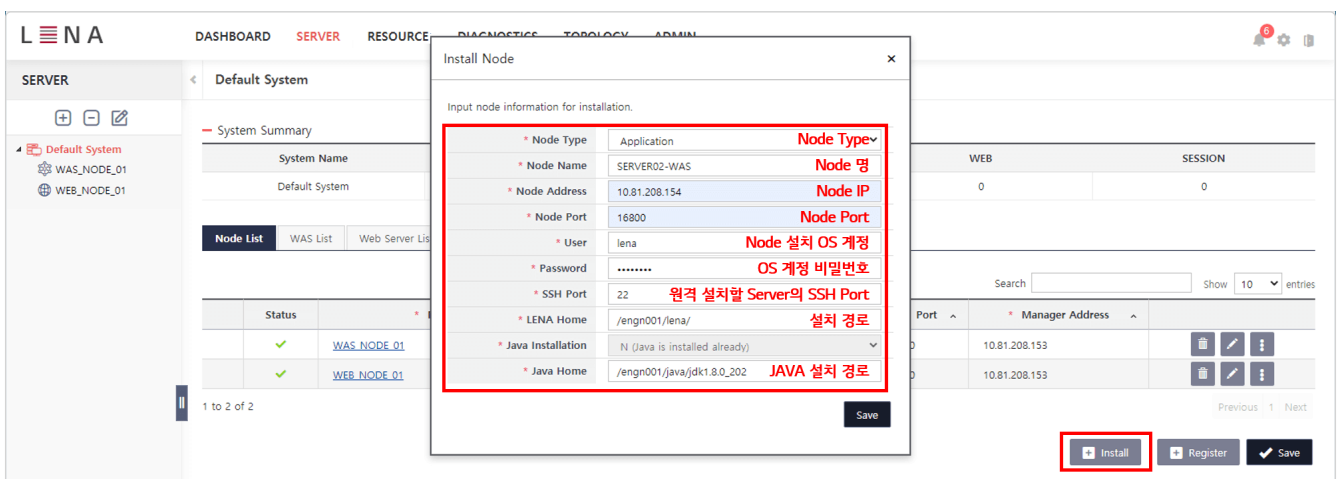 LENA
DASHBOARD SERVER RESOURCE DIAGNOSTICS TOPOLOGY ADMIN
6
SERVER
Default System
Default System
WAS_NODE_01
WEB_NODE_01
System Summary
System Name WEB SESSION
Default System 0 0
Node List WAS List Web Server Lis
Search Show 10 entries
Status Port Manager Address
WAS_NODE_01 10.81.208.153
WEB_NODE_01 10.81.208.153
1 to 2 of 2
Previous 1 Next
Install Register Save
Install Node ×
Input node information for installation.
* Node Type Application Node Type
* Node Name SERVER02-WAS Node 명
* Node Address 10.81.208.154 Node IP
* Node Port 16800 Node Port
* User lena Node 설치 OS 계정
* Password •••••••• OS 계정 비밀번호
* SSH Port 22 원격 설치할 Server의 SSH Port
* LENA Home /engn001/lena/ 설치 경로
* Java Installation N (Java is installed already)
* Java Home /engn001/java/jdk1.8.0_202 JAVA 설치 경로
Save